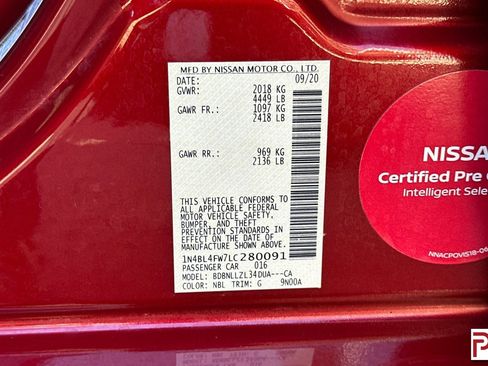 MFD BY NISSAN MOTOR CO., LTD.
DATE: 09/20
GVWR: 2018 KG
4449 LB
GAWR FR.: 1097 KG
2418 LB
GAWR RR.: 969 KG
2136 LB
THIS VEHICLE CONFORMS TO
ALL APPLICABLE FEDERAL
MOTOR VEHICLE SAFETY,
BUMPER, AND THEFT
PREVENTION STANDARDS IN
EFFECT ON THE DATE OF
MANUFACTURE SHOWN ABOVE.
1N4BL4FW7LC280091
PASSENGER CAR 016
MODEL: BDBNLLZL34DUA---CA
COLOR: NBL TRIM: G 9N00A
NISSA
Certified Pre
Intelligent Sele
NNACPOVIS18-06
P